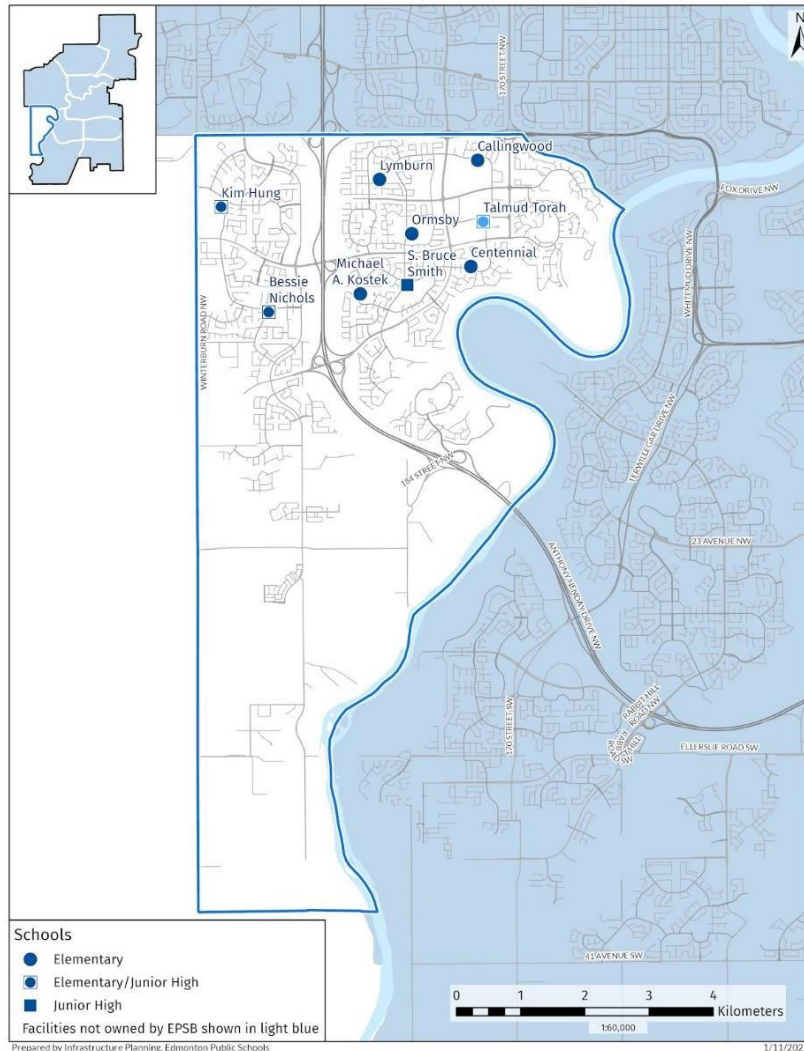 N
170 STREET NW
Callingwood
Lymburn
Kim Hung
FOX DRIVE NW
Talmud Torah
Ormsby
S. Bruce
Smith
Centennial
Michael
A. Kostek
Bessie
Nichols
WINTERBURN ROAD NW
WHITEMUD DRIVE NW
TERWILLEGAR DRIVE NW
184 STREET NW
23 AVENUE NW
ANTHONY HENDAY DRIVE NW
RABBIT HILL
ROAD NW
RABBIT HILL
ROAD SW
170 STREET SW
ELLERSLIE ROAD SW
41 AVENUE SW
Schools
Elementary
Elementary/Junior High
Junior High
Facilities not owned by EPSB shown in light blue
0 1 2 3 4
Kilometers
1:60,000
Prepared by Infrastructure Planning, Edmonton Public Schools